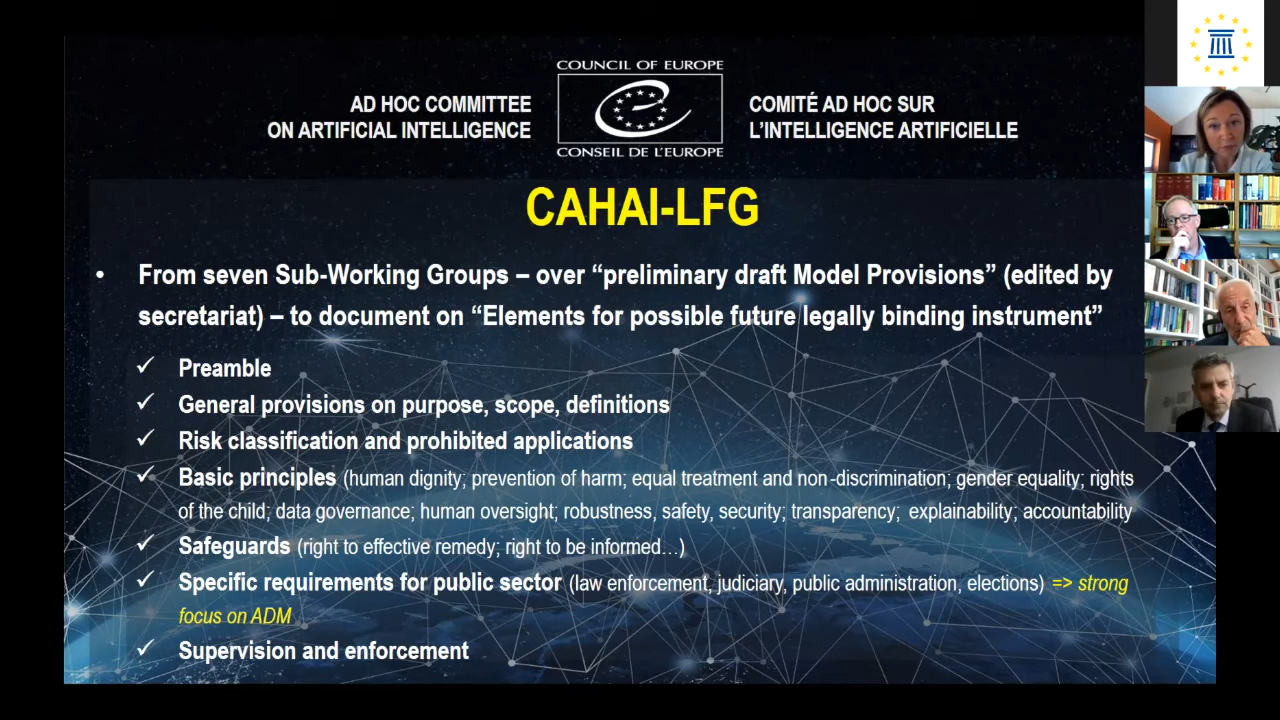 COUNCIL OF EUROPE
AD HOC COMMITTEE
ON ARTIFICIAL INTELLIGENCE
COMITÉ AD HOC SUR
L'INTELLIGENCE ARTIFICIELLE
CONSEIL DE L'EUROPE
CAHAI-LFG
• From seven Sub-Working Groups – over “preliminary draft Model Provisions” (edited by
secretariat) – to document on “Elements for possible future legally binding instrument”
✓ Preamble
✓ General provisions on purpose, scope, definitions
✓ Risk classification and prohibited applications
✓ Basic principles (human dignity; prevention of harm; equal treatment and non-discrimination; gender equality; rights
of the child; data governance; human oversight; robustness, safety, security; transparency; explainability; accountability
✓ Safeguards (right to effective remedy; right to be informed…)
✓ Specific requirements for public sector (law enforcement, judiciary, public administration, elections) => strong
focus on ADM
✓ Supervision and enforcement